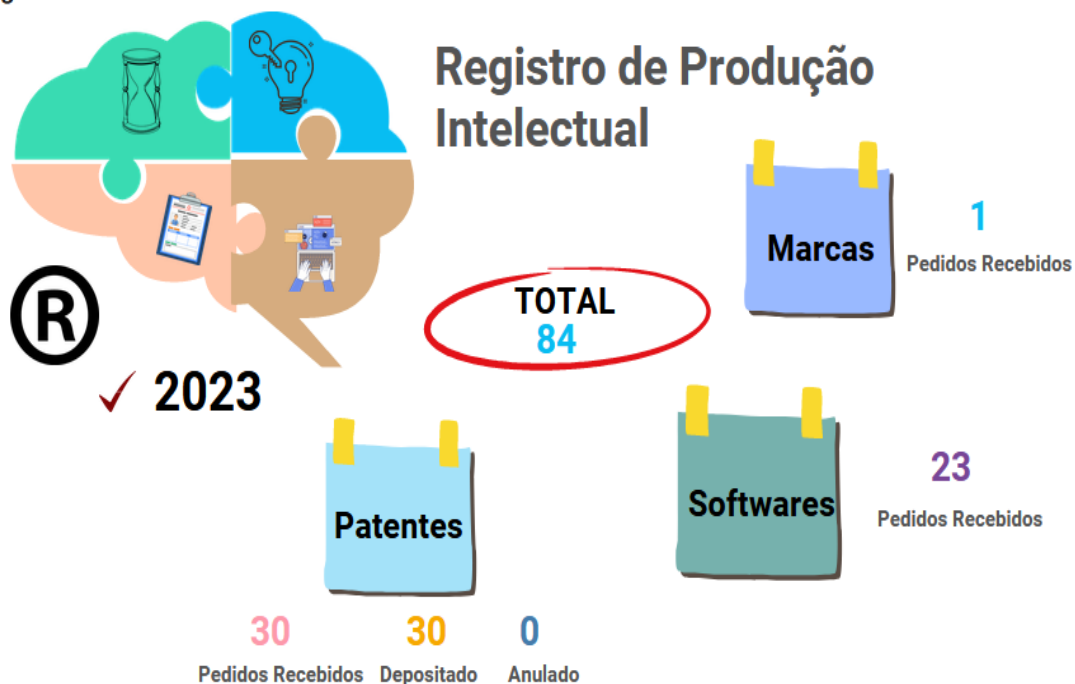 Registro de Produção
Intelectual
Marcas
1
Pedidos Recebidos
TOTAL
84
R
2023
Softwares
23
Pedidos Recebidos
Patentes
30
Pedidos Recebidos
30
Depositado
0
Anulado